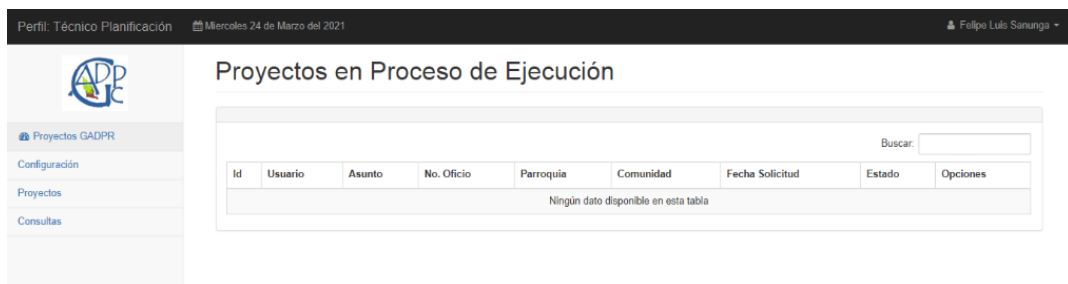 Perfil: Técnico Planificación Miercoles 24 de Marzo del 2021 Felipe Luis Sanunga
Proyectos en Proceso de Ejecución
Proyectos GADPR
Configuración
Proyectos
Consultas
Buscar:
Id Usuario Asunto No. Oficio Parroquia Comunidad Fecha Solicitud Estado Opciones
Ningún dato disponible en esta tabla